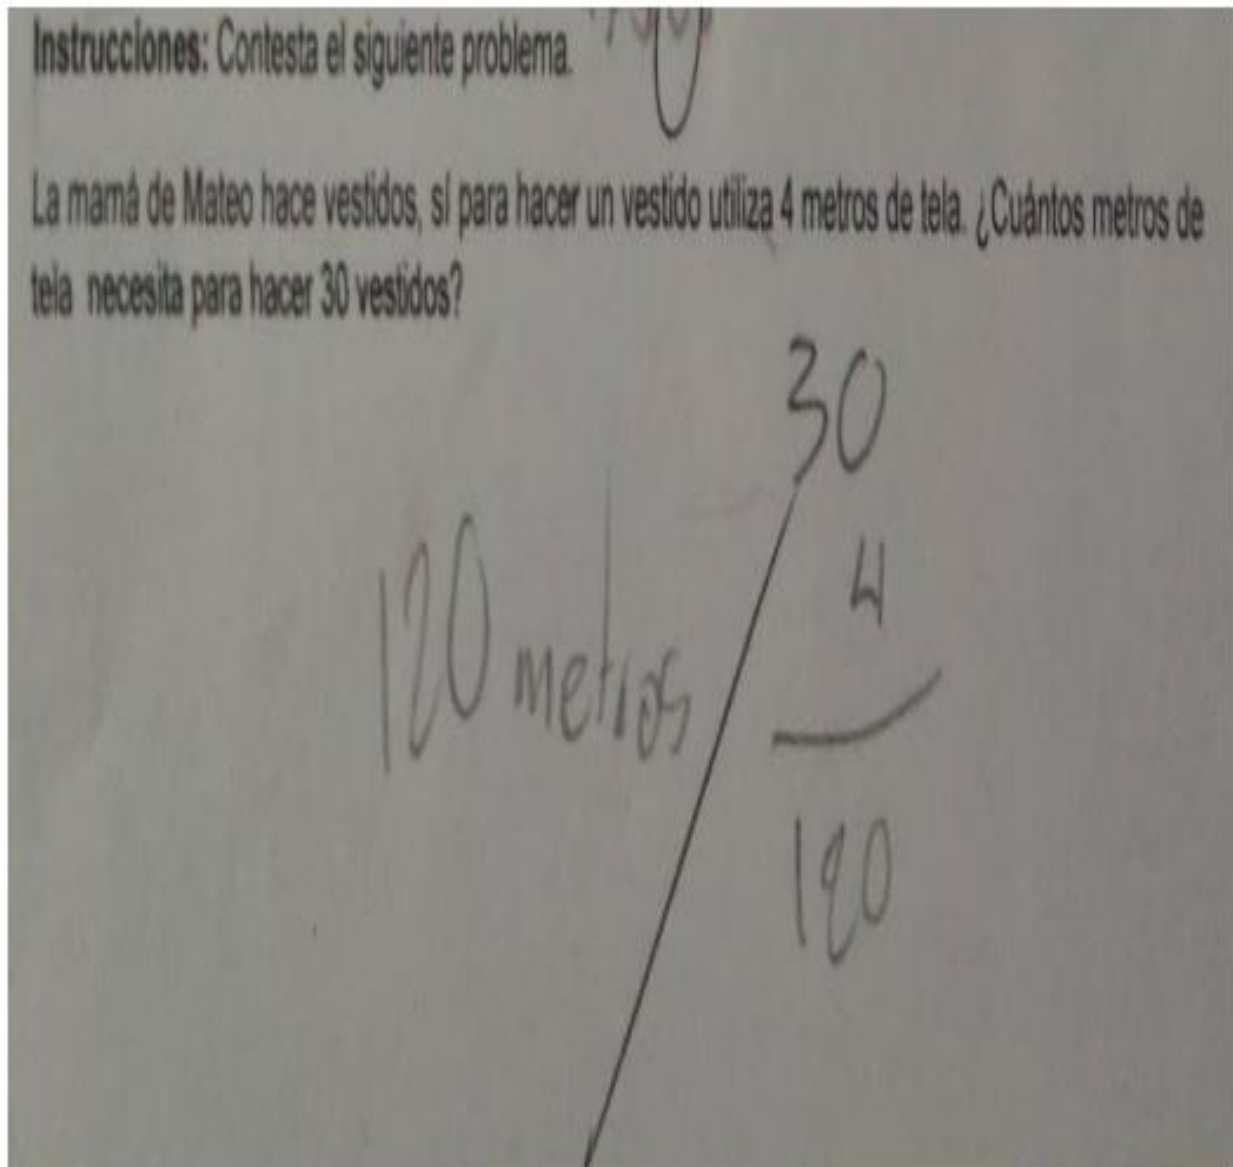 Instrucciones: Contesta el siguiente problema.
La mamá de Mateo hace vestidos, sí para hacer un vestido utiliza 4 metros de tela. ¿Cuántos metros de
tela necesita para hacer 30 vestidos?
30
4
120 metros
120